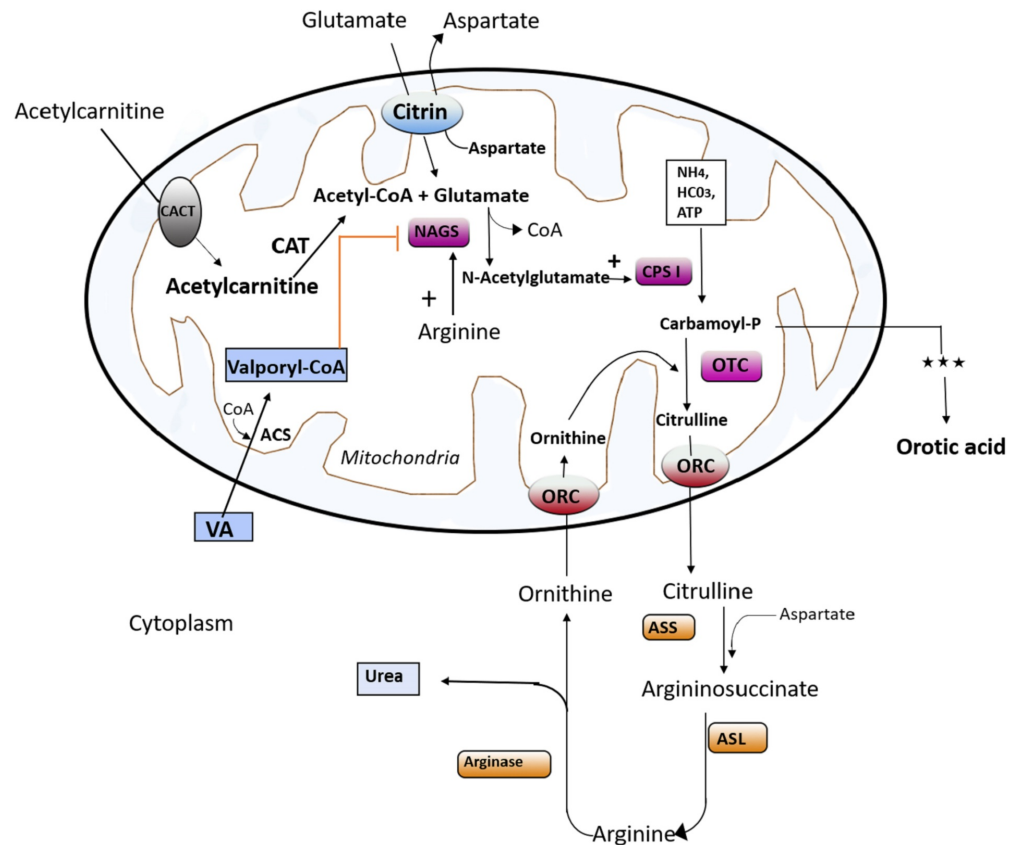 Glutamate
Aspartate
Acetylcarnitine
Citrin
Aspartate
NH4,
HCO3,
ATP
Acetyl-CoA + Glutamate
CACT
NAGS
CoA
CAT
N-Acetylglutamate
+
CPS I
Acetylcarnitine
+
Arginine
Carbamoyl-P
★★★
Valporyl-CoA
OTC
CoA
ACS
Citrulline
Ornithine
Orotic acid
Mitochondria
ORC
ORC
VA
Ornithine
Citrulline
Cytoplasm
ASS
Aspartate
Urea
Argininosuccinate
ASL
Arginase
Arginine